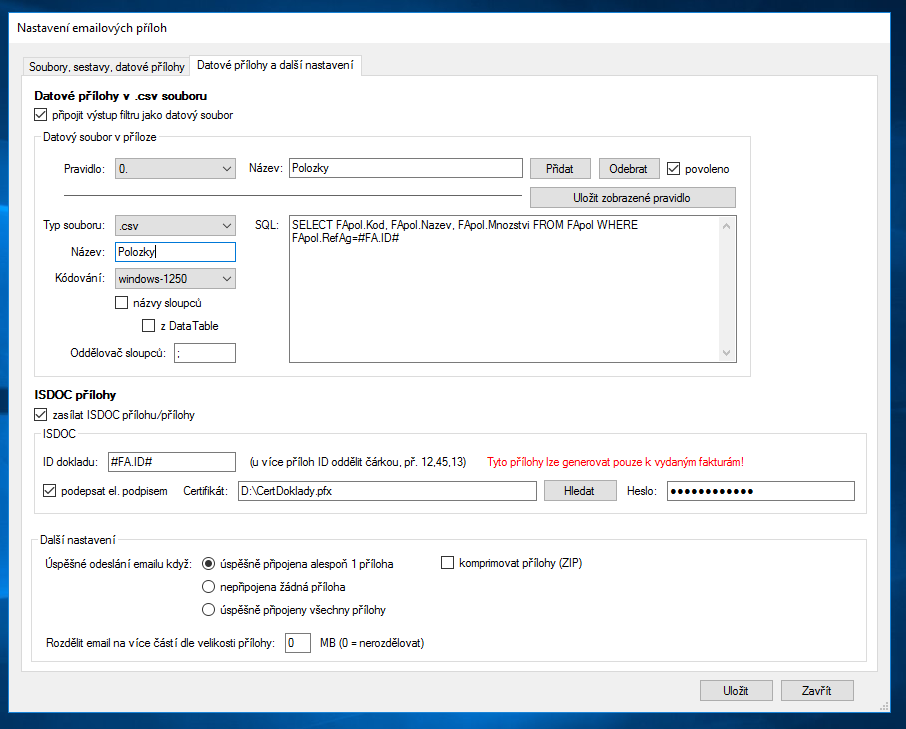 Nastavení emailových příloh
Soubory, sestavy, datové přílohy
Datové přílohy a další nastavení
Datové přílohy v .csv souboru
připojit výstup filtru jako datový soubor
Datový soubor v příloze
Pravidlo: 0. Název: Polozky Přidat Odebrat povoleno
Uložit zobrazené pravidlo
Typ souboru: .csv SQL: SELECT FApol.Kod, FApol.Nazev, FApol.Mnozstvi FROM FApol WHERE
FApol.RefAg=#FA.ID#
Název: Polozky
Kódování: windows-1250
názvy sloupců
z DataTable
Oddělovač sloupců: ;
ISDOC přílohy
zasílat ISDOC přílohu/přílohy
ISDOC
ID dokladu: #FA.ID# (u více příloh ID oddělit čárkou, př. 12,45,13) Tyto přílohy lze generovat pouze k vydaným fakturám!
podepsat el. podpisem Certifikát: D:\CertDoklady.pfx Hledat Heslo: ●●●●●●●●●●●●
Další nastavení
Úspěšné odeslání emailu když: úspěšně připojena alespoň 1 příloha komprimovat přílohy (ZIP)
nepřipojena žádná příloha
úspěšně připojeny všechny přílohy
Rozdělit email na více částí dle velikosti přílohy: 0 MB (0 = nerozdělovat)
Uložit Zavřít